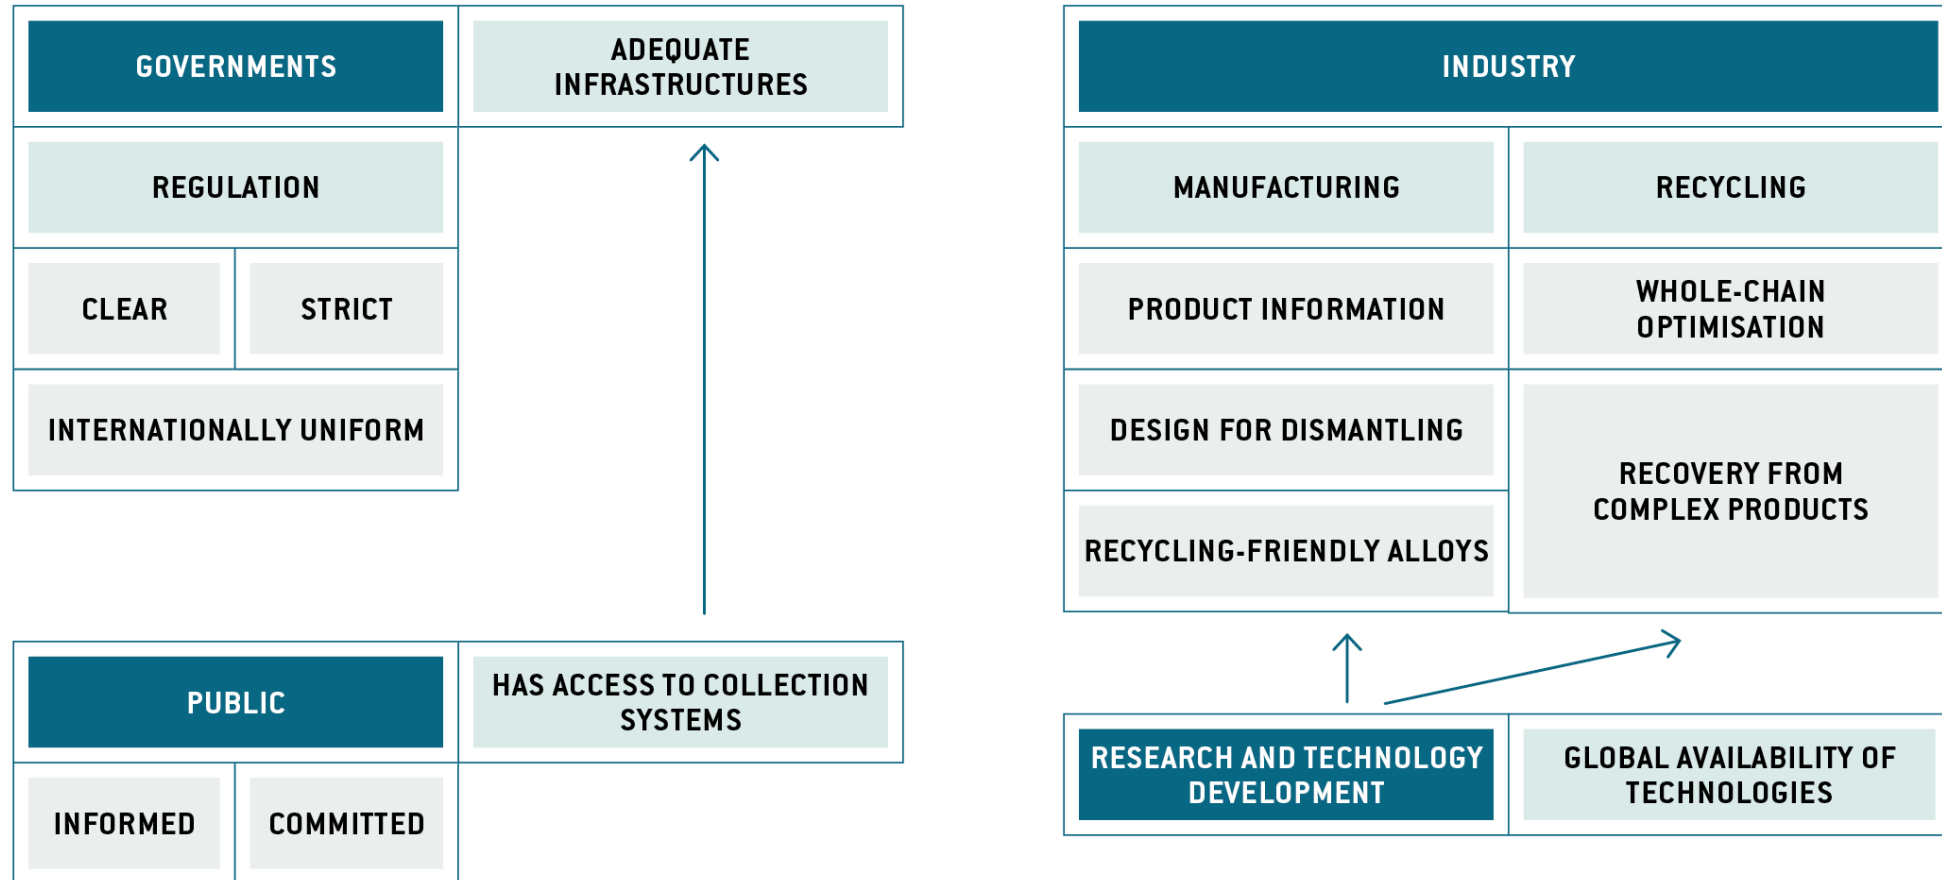 GOVERNMENTS
ADEQUATE
INFRASTRUCTURES
REGULATION
CLEAR
STRICT
INTERNATIONALLY UNIFORM
PUBLIC
HAS ACCESS TO COLLECTION
SYSTEMS
INFORMED
COMMITTED
INDUSTRY
MANUFACTURING
RECYCLING
PRODUCT INFORMATION
WHOLE-CHAIN
OPTIMISATION
DESIGN FOR DISMANTLING
RECOVERY FROM
COMPLEX PRODUCTS
RECYCLING-FRIENDLY ALLOYS
RESEARCH AND TECHNOLOGY
DEVELOPMENT
GLOBAL AVAILABILITY OF
TECHNOLOGIES